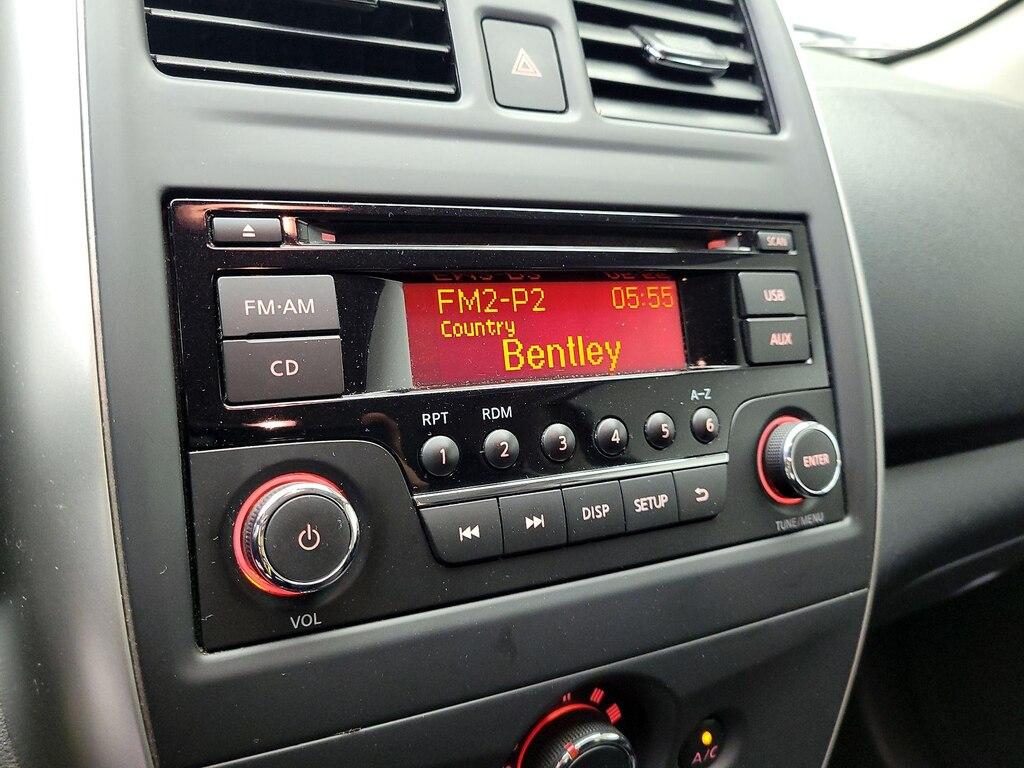 SCAN
FM·AM
CD
FM2-P2 05:55
Country
Bentley
USB
AUX
RPT RDM A-Z
1 2 3 4 5 6
DISP SETUP
ENTER
TUNE/MENU
VOL
A/C